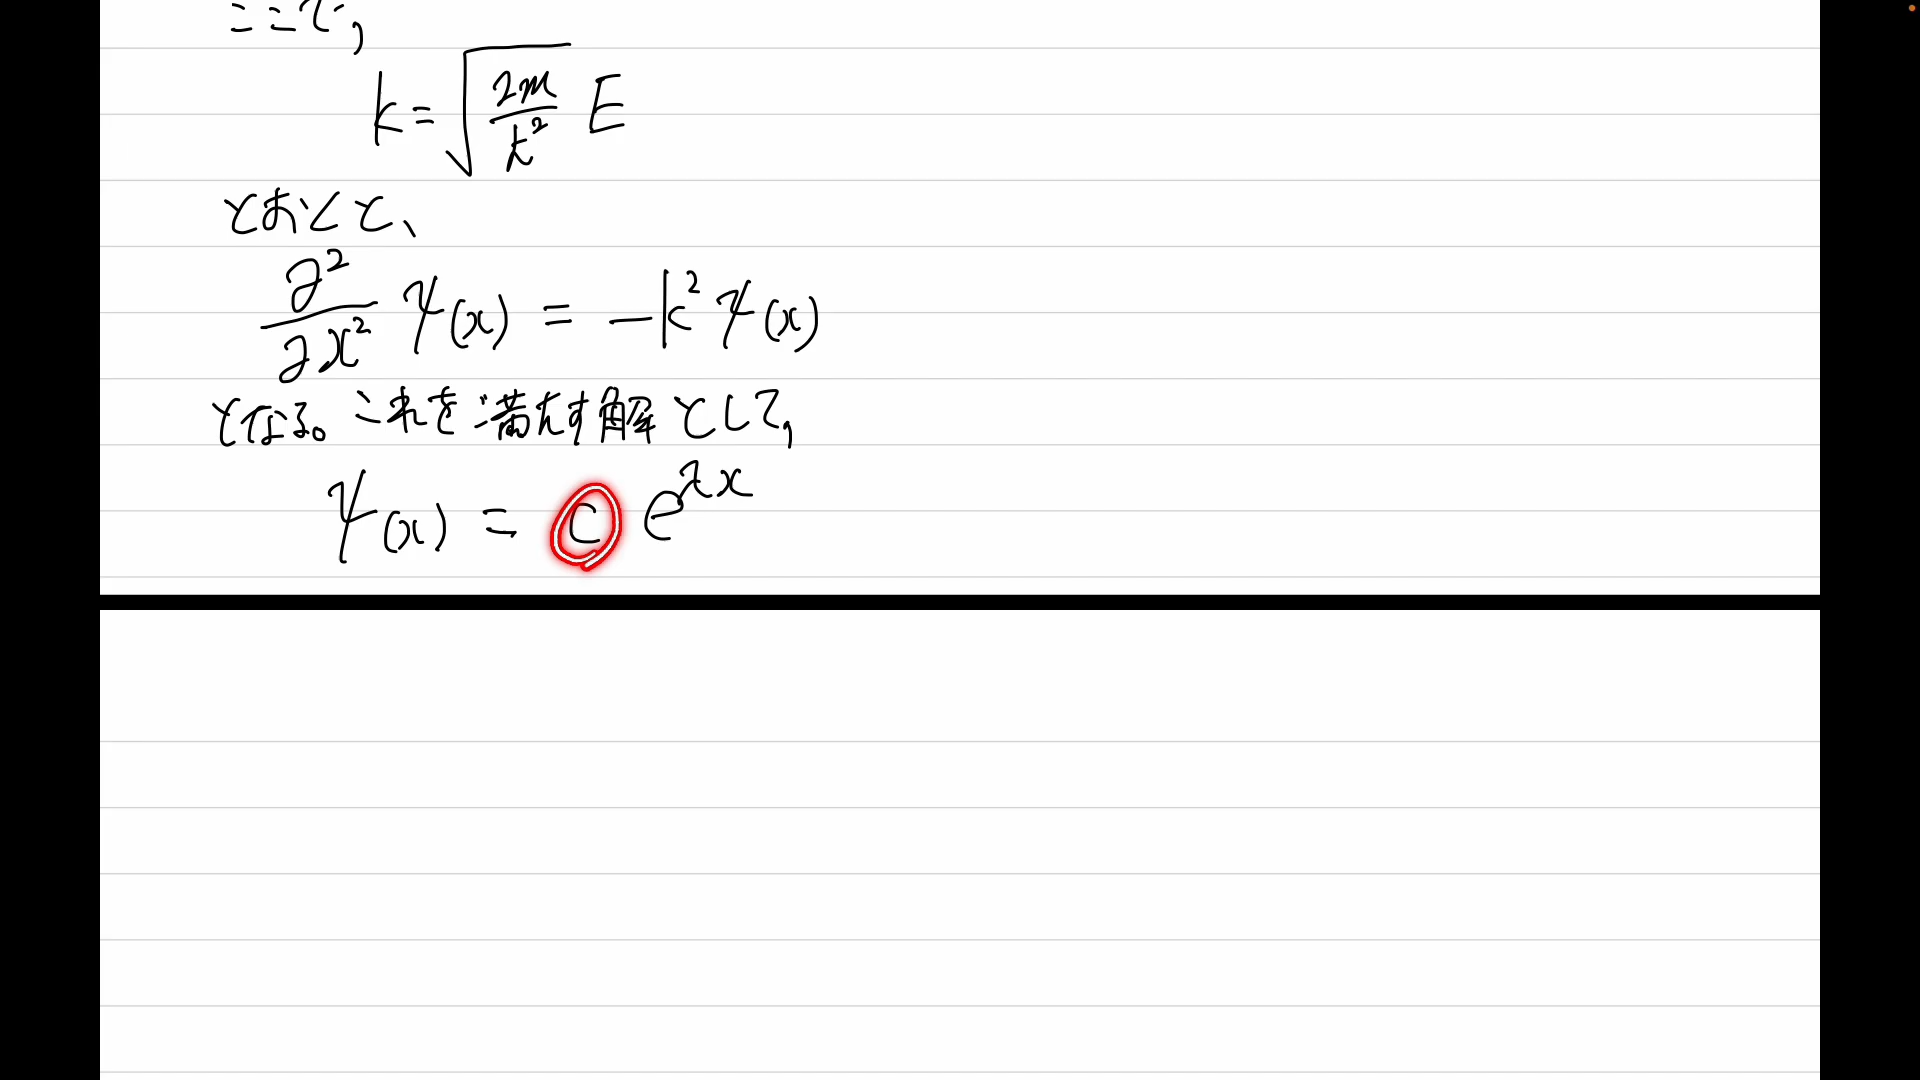 ここで,
k = √(2m/ħ²) E
とおくと、
∂²/∂x² ψ(x) = -k² ψ(x)
となる。これを満たす解として,
ψ(x) = C e^{λx}